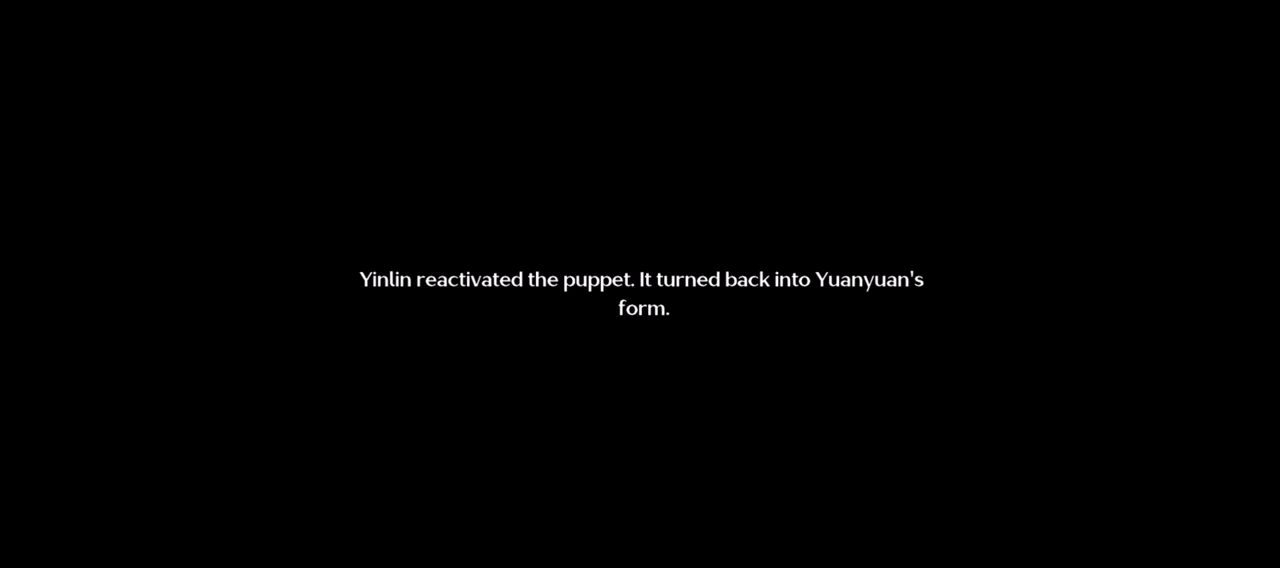 Yinlin reactivated the puppet. It turned back into Yuanyuan's
form.